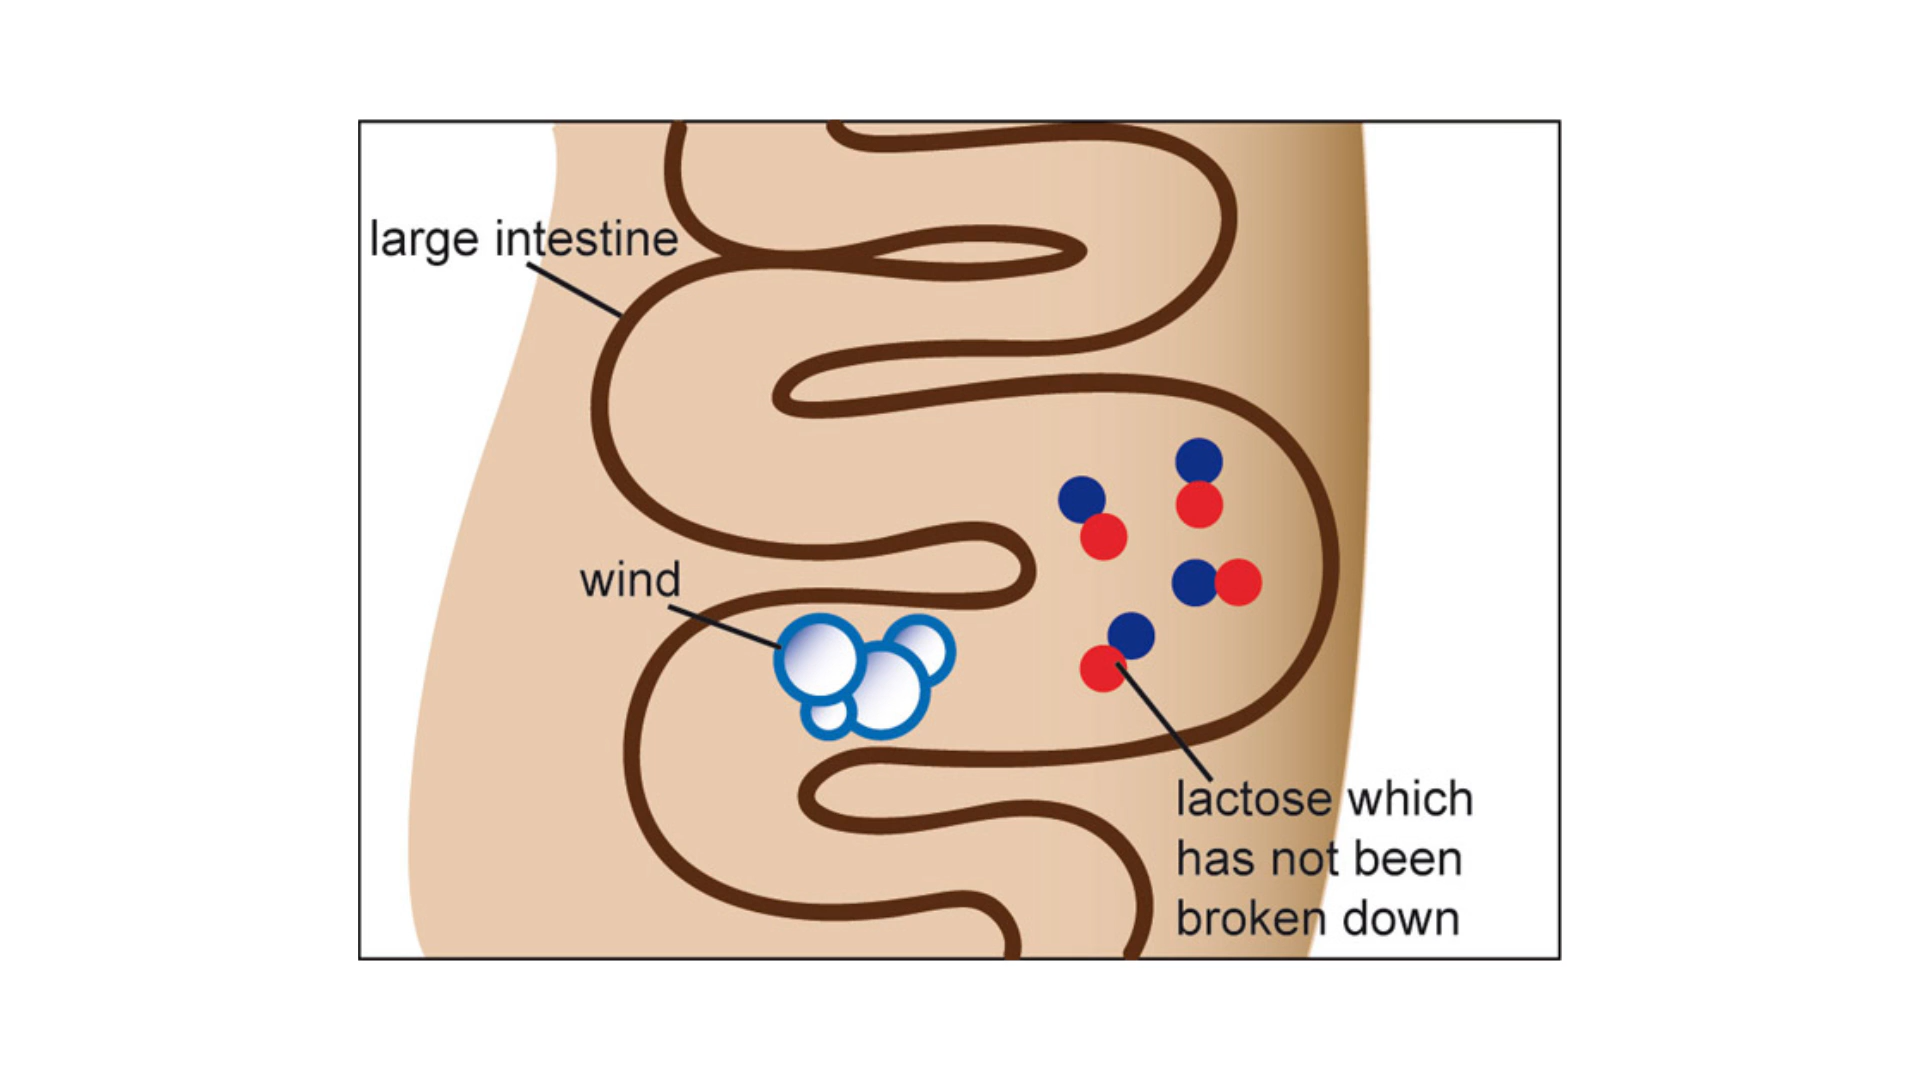 large intestine
wind
lactose which
has not been
broken down